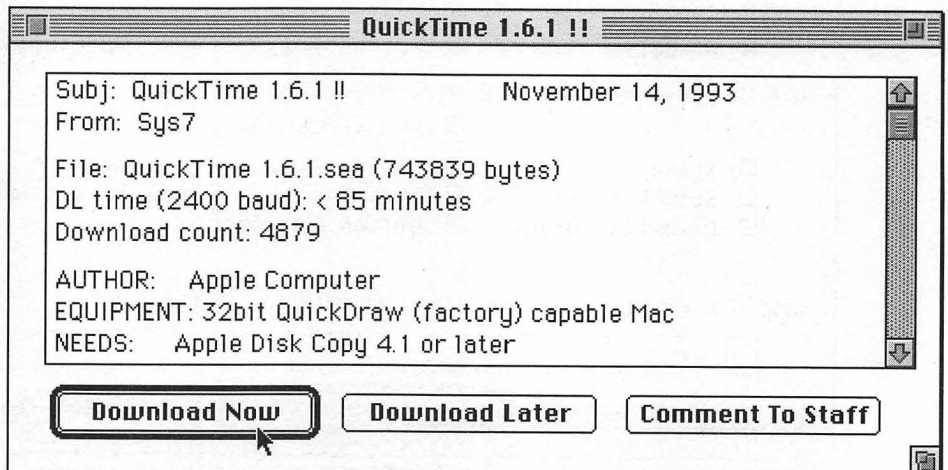 QuickTime 1.6.1 !!
Subj: QuickTime 1.6.1 !! November 14, 1993
From: Sys7
File: QuickTime 1.6.1.sea (743839 bytes)
DL time (2400 baud): < 85 minutes
Download count: 4879
AUTHOR: Apple Computer
EQUIPMENT: 32bit QuickDraw (factory) capable Mac
NEEDS: Apple Disk Copy 4.1 or later
Download Now Download Later Comment To Staff